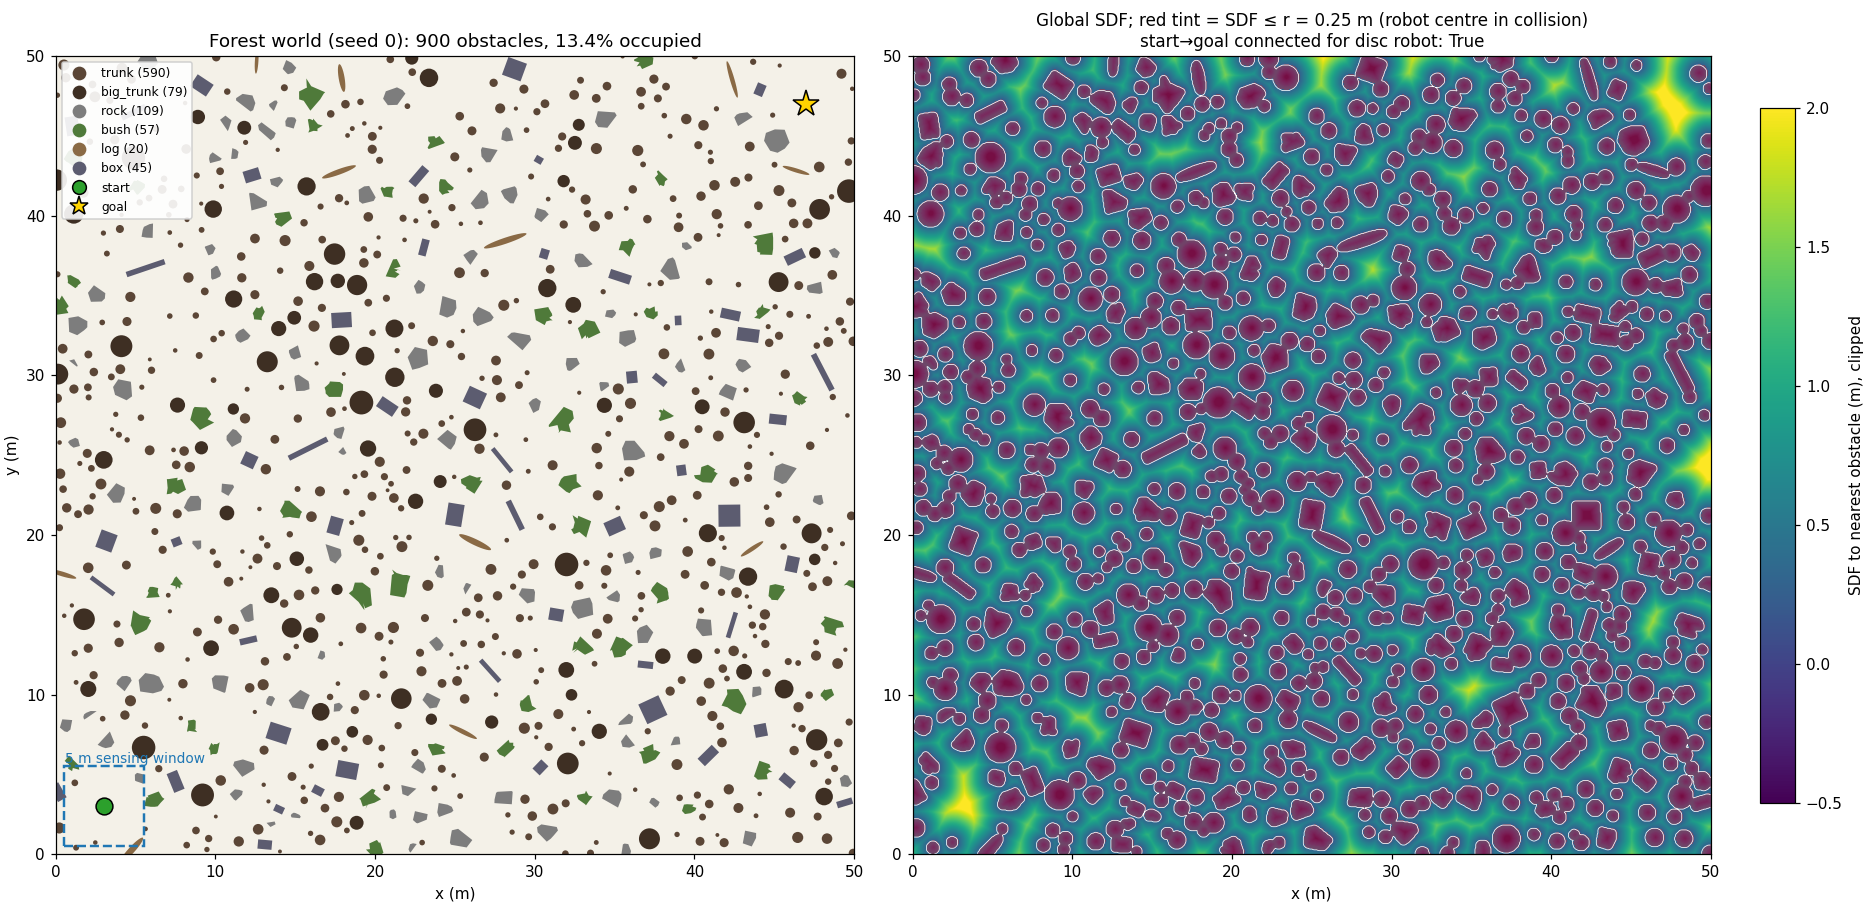 Forest world (seed 0): 900 obstacles, 13.4% occupied
50
40
30
20
10
0
y (m)
trunk (590)
big_trunk (79)
rock (109)
bush (57)
log (20)
box (45)
start
goal
5 m sensing window
0 10 20 30 40 50
x (m)
Global SDF; red tint = SDF ≤ r = 0.25 m (robot centre in collision)
start→goal connected for disc robot: True
50
40
30
20
10
0
0 10 20 30 40 50
x (m)
2.0
1.5
1.0
0.5
0.0
−0.5
SDF to nearest obstacle (m), clipped